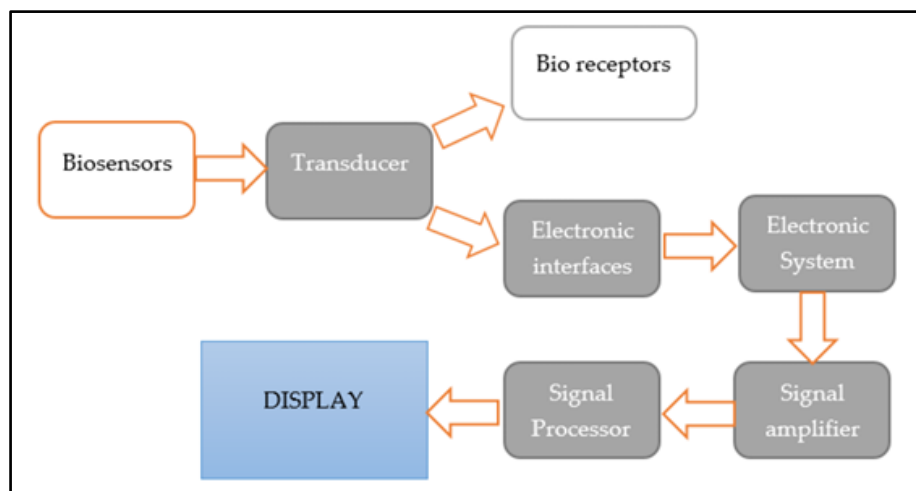 Bio receptors
Biosensors
Transducer
Electronic
interfaces
Electronic
System
DISPLAY
Signal
Processor
Signal
amplifier